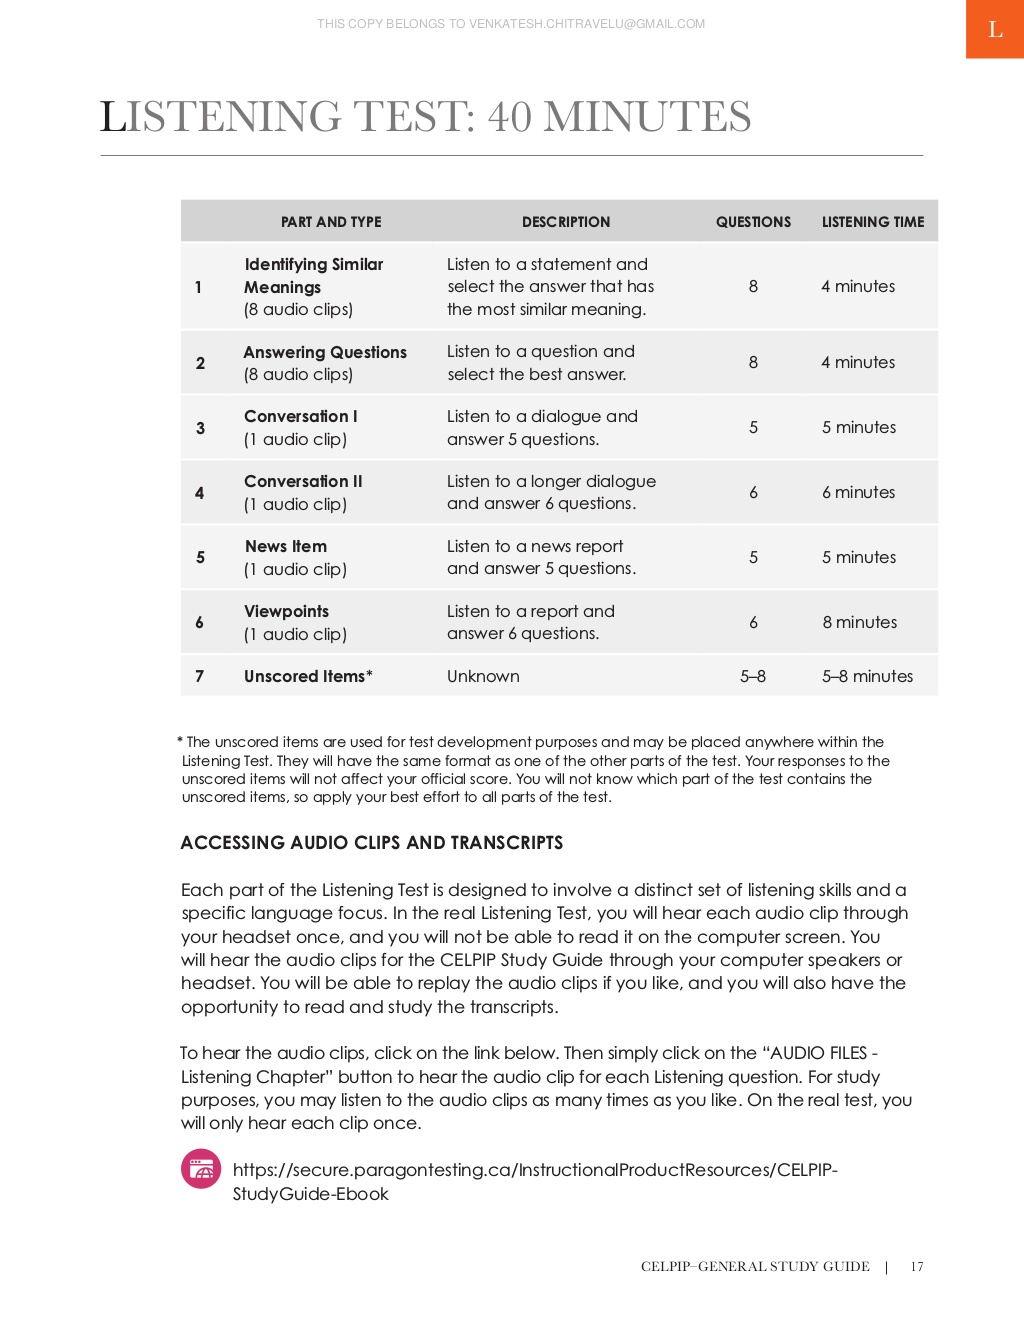 THIS COPY BELONGS TO VENKATESH.CHITRAVELU@GMAIL.COM
L
LISTENING TEST: 40 MINUTES
PART AND TYPE DESCRIPTION QUESTIONS LISTENING TIME
1 Identifying Similar Meanings (8 audio clips) Listen to a statement and select the answer that has the most similar meaning. 8 4 minutes
2 Answering Questions (8 audio clips) Listen to a question and select the best answer. 8 4 minutes
3 Conversation I (1 audio clip) Listen to a dialogue and answer 5 questions. 5 5 minutes
4 Conversation II (1 audio clip) Listen to a longer dialogue and answer 6 questions. 6 6 minutes
5 News Item (1 audio clip) Listen to a news report and answer 5 questions. 5 5 minutes
6 Viewpoints (1 audio clip) Listen to a report and answer 6 questions. 6 8 minutes
7 Unscored Items* Unknown 5–8 5–8 minutes
* The unscored items are used for test development purposes and may be placed anywhere within the
Listening Test. They will have the same format as one of the other parts of the test. Your responses to the
unscored items will not affect your official score. You will not know which part of the test contains the
unscored items, so apply your best effort to all parts of the test.
ACCESSING AUDIO CLIPS AND TRANSCRIPTS
Each part of the Listening Test is designed to involve a distinct set of listening skills and a
specific language focus. In the real Listening Test, you will hear each audio clip through
your headset once, and you will not be able to read it on the computer screen. You
will hear the audio clips for the CELPIP Study Guide through your computer speakers or
headset. You will be able to replay the audio clips if you like, and you will also have the
opportunity to read and study the transcripts.
To hear the audio clips, click on the link below. Then simply click on the “AUDIO FILES -
Listening Chapter” button to hear the audio clip for each Listening question. For study
purposes, you may listen to the audio clips as many times as you like. On the real test, you
will only hear each clip once.
https://secure.paragontesting.ca/InstructionalProductResources/CELPIP-
StudyGuide-Ebook
CELPIP–GENERAL STUDY GUIDE | 17